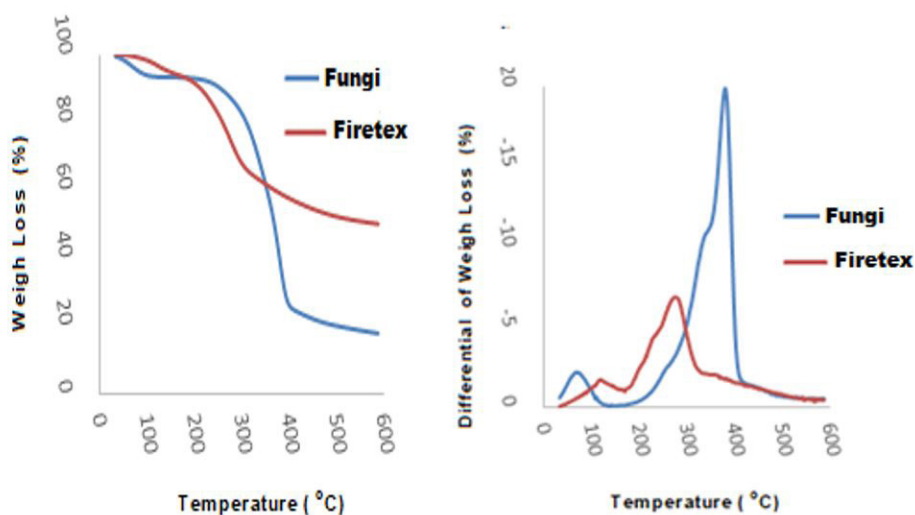 100
80
60
40
20
0
Weigh Loss (%)
Fungi
Firetex
0 100 200 300 400 500 600
Temperature ( °C)
20
-15
-10
-5
0
Differential of Weigh Loss (%)
Fungi
Firetex
0 100 200 300 400 500 600
Temperature ( °C)